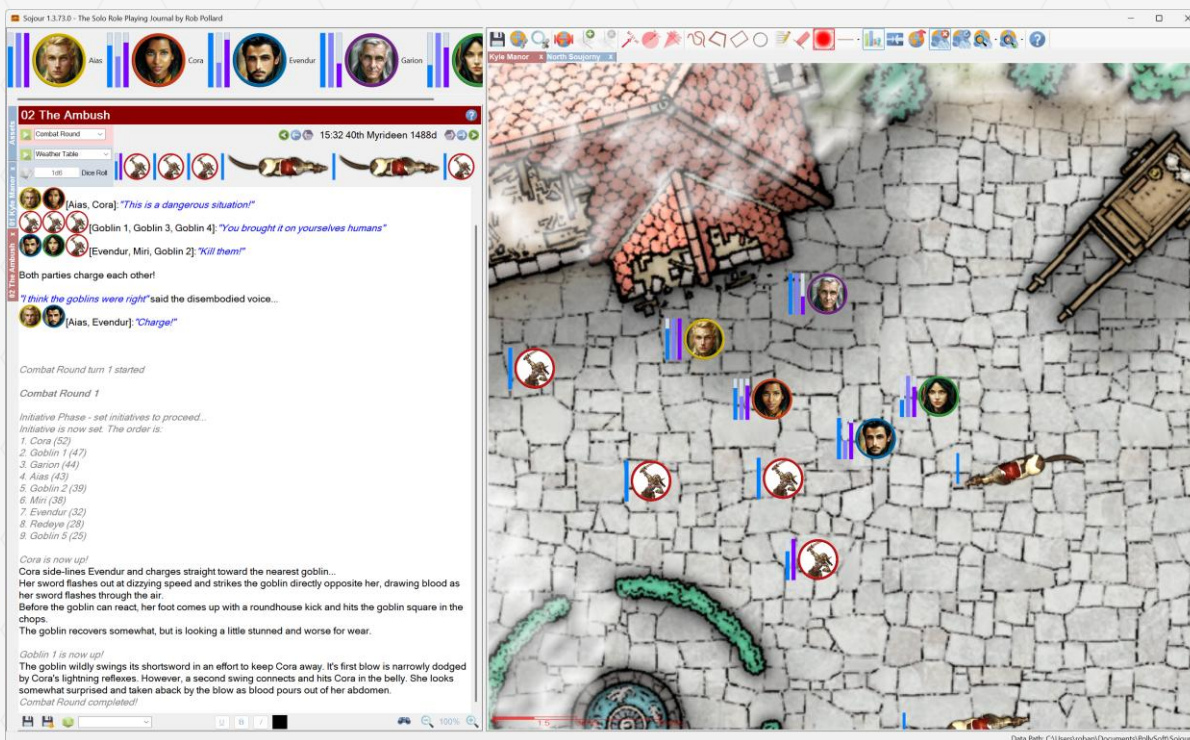 Sojour 1.3.73.0 - The Solo Role Playing Journal by Rob Pollard
Aias
Cora
Evendur
Garion
Kyle Manor x
North Soujorny x
02 The Ambush
Assets
01 Kyle Manor x
02 The Ambush x
Combat Round
15:32 40th Myrideen 1488d
Weather Table
1d6
Dice Roll
[Aias, Cora]: "This is a dangerous situation!"
[Goblin 1, Goblin 3, Goblin 4]: "You brought it on yourselves humans"
[Evendur, Miri, Goblin 2]: "Kill them!"
Both parties charge each other!
"I think the goblins were right" said the disembodied voice...
[Aias, Evendur]: "Charge!"
Combat Round turn 1 started
Combat Round 1
Initiative Phase - set initiatives to proceed...
Initiative is now set. The order is:
1. Cora (52)
2. Goblin 1 (47)
3. Garion (44)
4. Aias (43)
5. Goblin 2 (39)
6. Miri (38)
7. Evendur (32)
8. Redeye (28)
9. Goblin 5 (25)
Cora is now up!
Cora side-lines Evendur and charges straight toward the nearest goblin...
Her sword flashes out at dizzying speed and strikes the goblin directly opposite her, drawing blood as
her sword flashes through the air.
Before the goblin can react, her foot comes up with a roundhouse kick and hits the goblin square in the
chops.
The goblin recovers somewhat, but is looking a little stunned and worse for wear.
Goblin 1 is now up!
The goblin wildly swings its shortsword in an effort to keep Cora away. It's first blow is narrowly dodged
by Cora's lightning reflexes. However, a second swing connects and hits Cora in the belly. She looks
somewhat surprised and taken aback by the blow as blood pours out of her abdomen.
Combat Round completed!
U B I
100%
Data Path: C:\Users\robap\Documents\PollySoft\Sojour